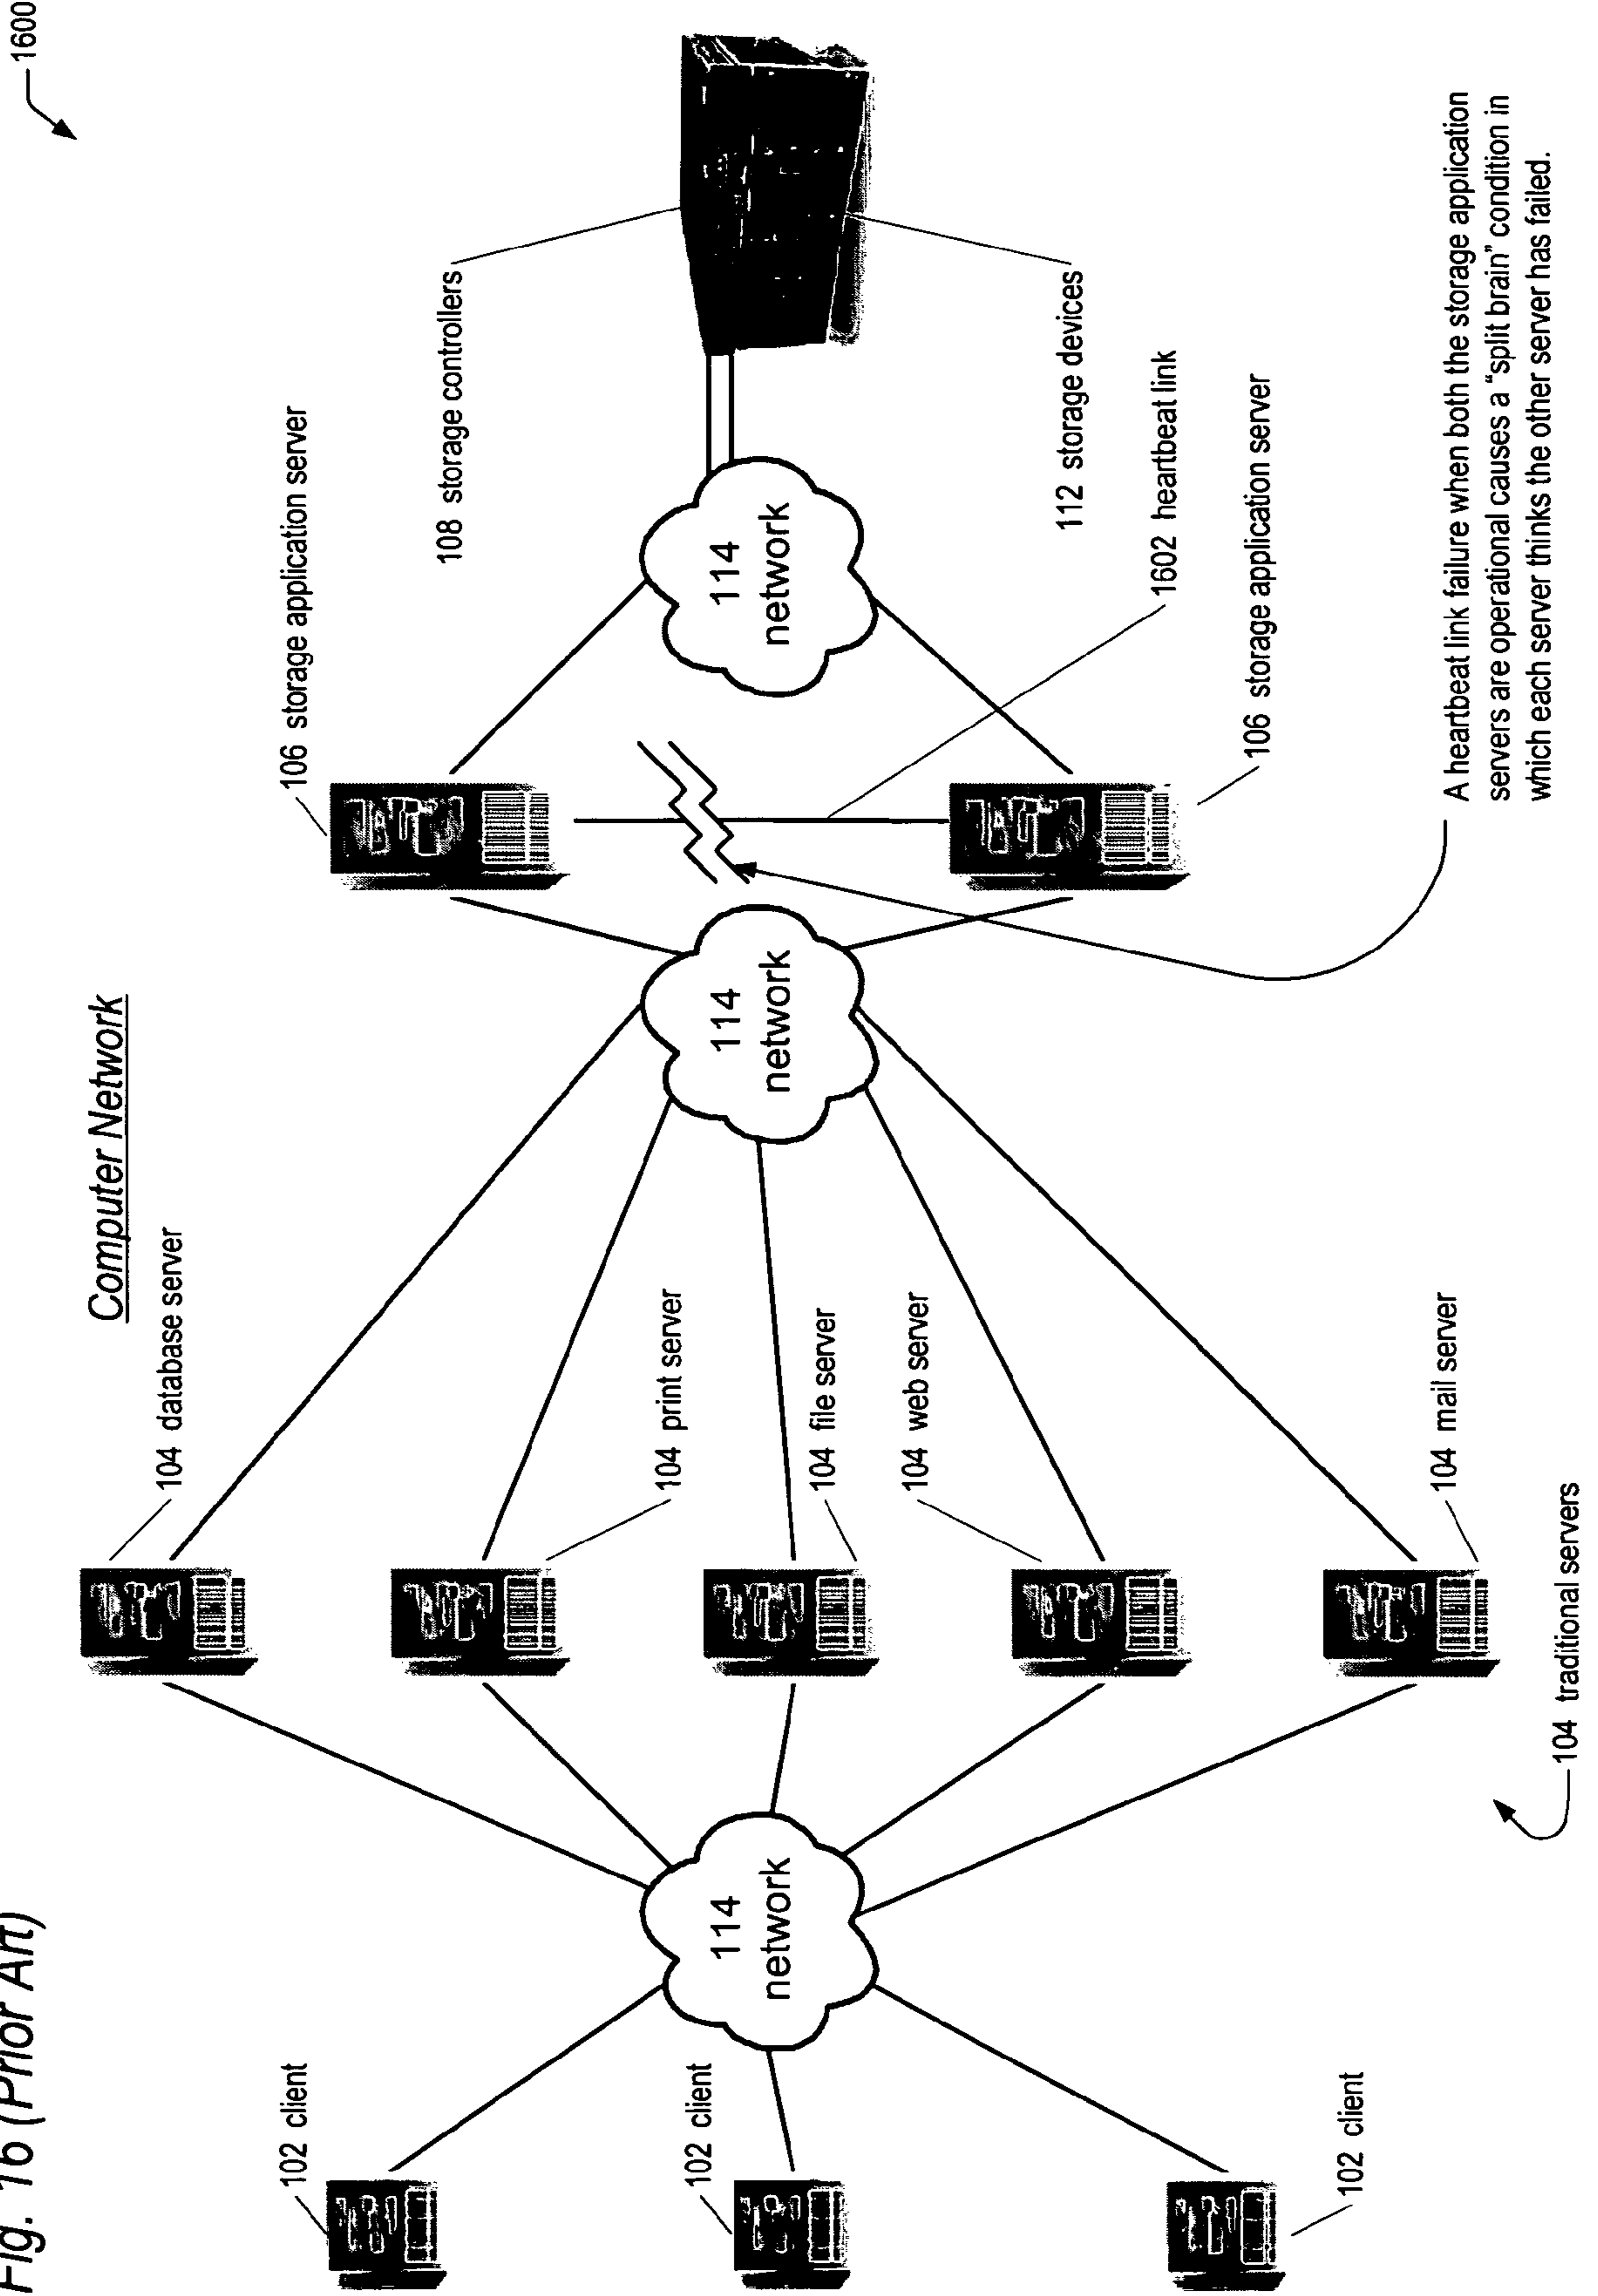 Fig. 16 (Prior Art)
Computer Network
1600
102 client
102 client
102 client
114
network
104 database server
104 print server
104 file server
104 web server
104 mail server
104 traditional servers
114
network
106 storage application server
106 storage application server
1602 heartbeat link
114
network
108 storage controllers
112 storage devices
A heartbeat link failure when both the storage application
servers are operational causes a “split brain” condition in
which each server thinks the other server has failed.